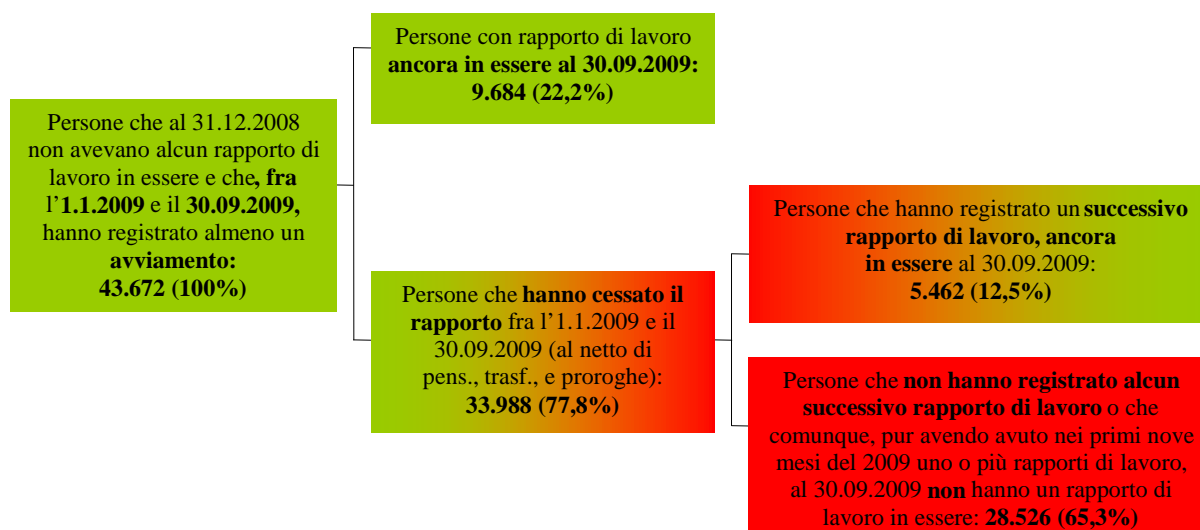 Persone con rapporto di lavoro
ancora in essere al 30.09.2009:
9.684 (22,2%)
Persone che al 31.12.2008
non avevano alcun rapporto di
lavoro in essere e che, fra
l’1.1.2009 e il 30.09.2009,
hanno registrato almeno un
avviamento:
43.672 (100%)
Persone che hanno registrato un successivo
rapporto di lavoro, ancora
in essere al 30.09.2009:
5.462 (12,5%)
Persone che hanno cessato il
rapporto fra l’1.1.2009 e il
30.09.2009 (al netto di
pens., trasf., e proroghe):
33.988 (77,8%)
Persone che non hanno registrato alcun
successivo rapporto di lavoro o che
comunque, pur avendo avuto nei primi nove
mesi del 2009 uno o più rapporti di lavoro,
al 30.09.2009 non hanno un rapporto di
lavoro in essere: 28.526 (65,3%)